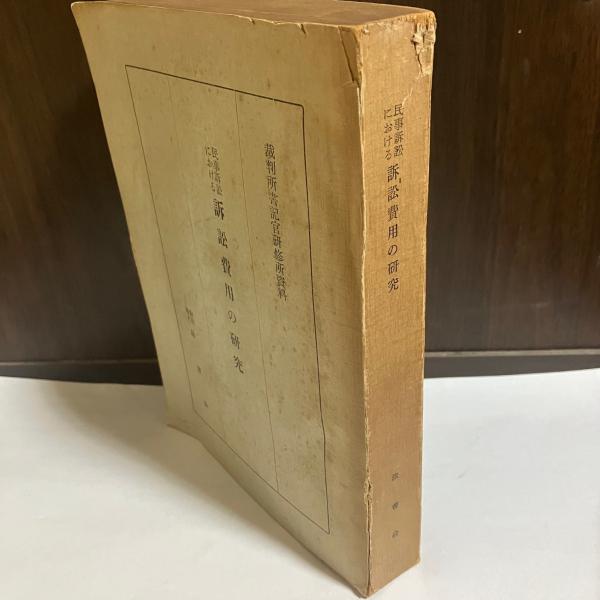 裁判所書記官研修所資料
民事訴訟
における
訴訟費用の研究
民事訴訟
における
訴訟費用の研究
法曹会